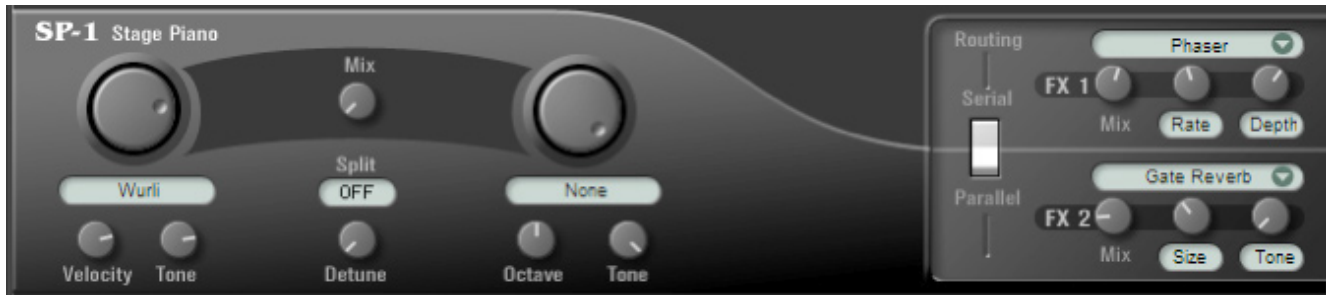 SP-1 Stage Piano
Mix
Wurli
Split
OFF
None
Velocity
Tone
Detune
Octave
Tone
Routing
Serial
Parallel
Phaser
FX 1
Mix
Rate
Depth
Gate Reverb
FX 2
Mix
Size
Tone